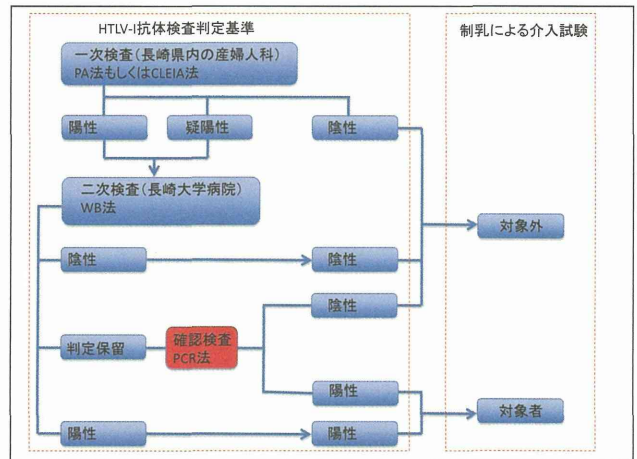 HTLV-I抗体検査判定基準
制乳による介入試験
一次検査(長崎県内の産婦人科)
PA法もしくはCLEIA法
陽性
疑陽性
陰性
二次検査(長崎大学病院)
WB法
対象外
陰性
陰性
陰性
判定保留
確認検査
PCR法
陽性
対象者
陽性
陽性